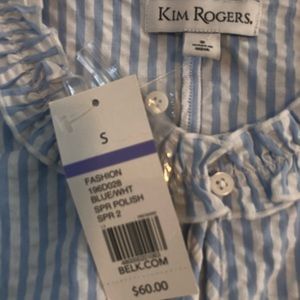 KIM ROGERS.
S
FASHION
196D028
BLUE/WHT
SPR POLISH
SPR 2
BELK.COM
$60.00